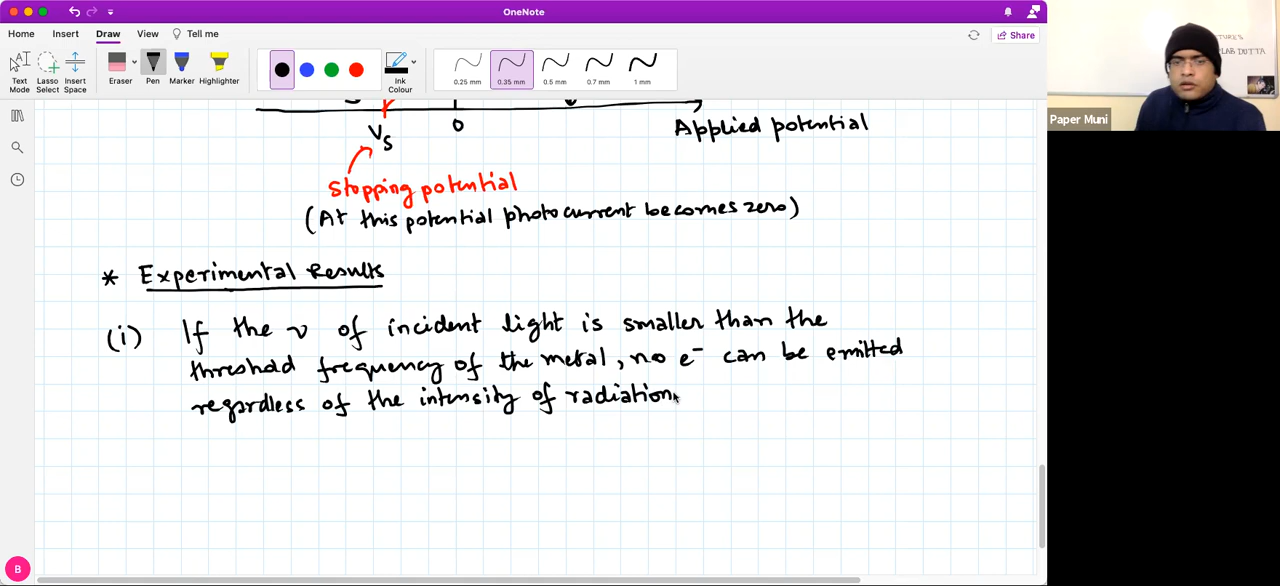 OneNote
Home Insert Draw View Tell me
Share
Text Mode
Lasso Select
Insert Space
Eraser
Pen
Marker
Highlighter
0.25 mm
0.35 mm
0.5 mm
0.7 mm
1 mm
Ink Colour
Vs
0
Applied potential
Stopping potential
(At this potential photocurrent becomes zero)
* Experimental Results
(i) If the ν of incident light is smaller than the
threshold frequency of the metal, no e⁻ can be emitted
regardless of the intensity of radiation
B
Paper Muni